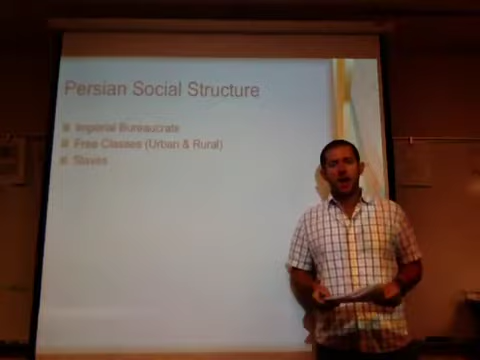 Persian Social Structure
Imperial Bureaucrats
Free Classes (Urban & Rural)
Slaves